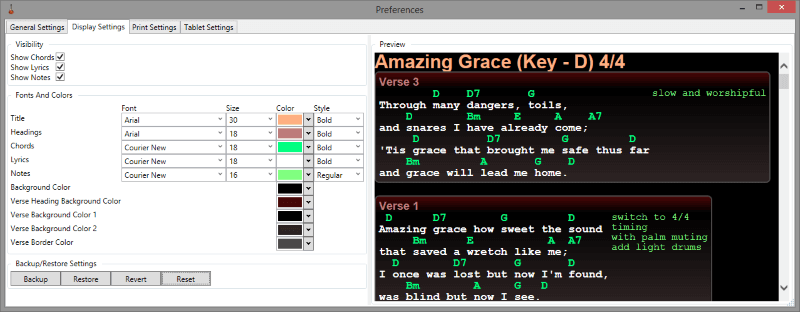 Preferences
General Settings Display Settings Print Settings Tablet Settings
Visibility
Show Chords
Show Lyrics
Show Notes
Fonts And Colors
Font Size Color Style
Title Arial 30 Bold
Headings Arial 18 Bold
Chords Courier New 18 Bold
Lyrics Courier New 18 Bold
Notes Courier New 16 Regular
Background Color
Verse Heading Background Color
Verse Background Color 1
Verse Background Color 2
Verse Border Color
Backup/Restore Settings
Backup Restore Revert Reset
Preview
Amazing Grace (Key - D) 4/4
Verse 3
D D7 G slow and worshipful
Through many dangers, toils,
D Bm E A A7
and snares I have already come;
D D7 G D
'Tis grace that brought me safe thus far
Bm A G D
and grace will lead me home.
Verse 1
D D7 G D switch to 4/4
Amazing grace how sweet the sound timing
Bm E A A7 with palm muting
that saved a wretch like me; add light drums
D D7 G D
I once was lost but now I'm found,
Bm A G D
was blind but now I see.